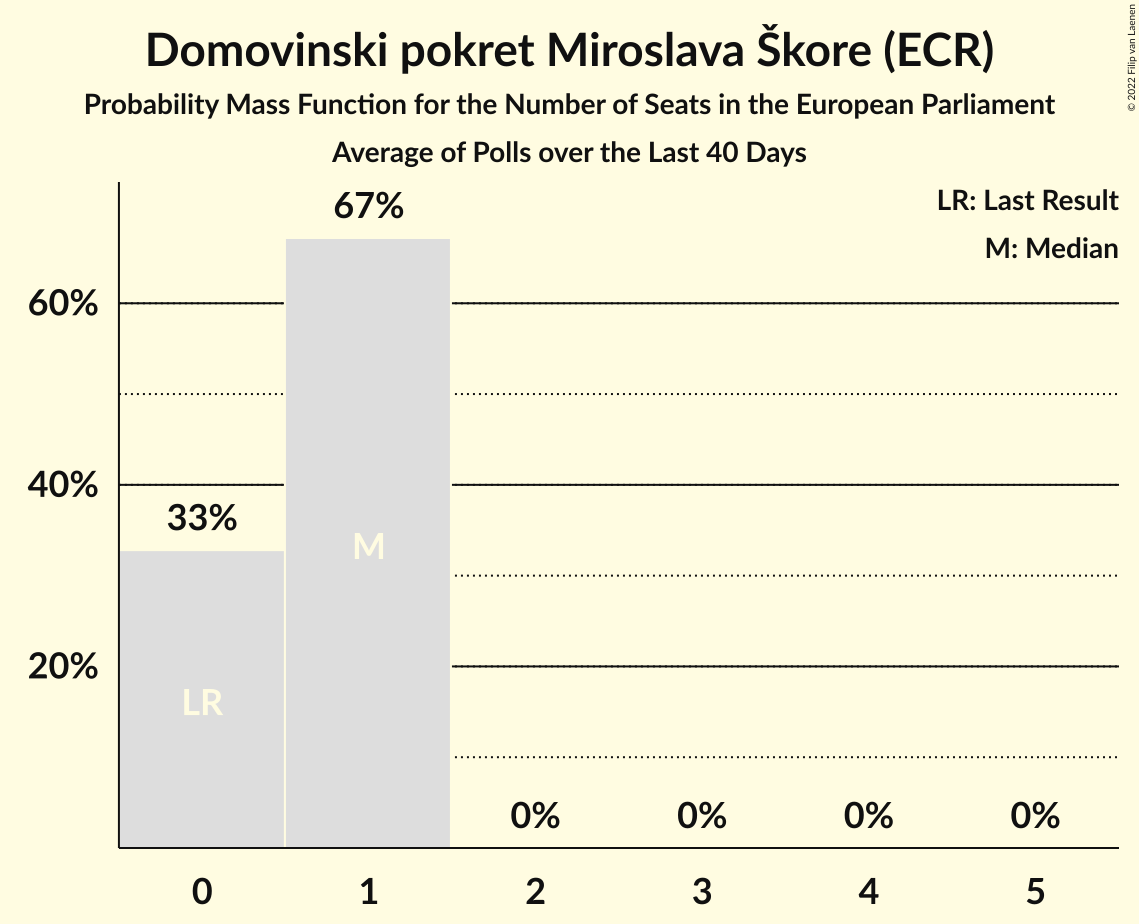 Domovinski pokret Miroslava Škore (ECR)
Probability Mass Function for the Number of Seats in the European Parliament
Average of Polls over the Last 40 Days
© 2022 Filip van Laenen
LR: Last Result
M: Median
67%
60%
40%
33%
M
20%
LR
0% 0% 0% 0%
0 1 2 3 4 5